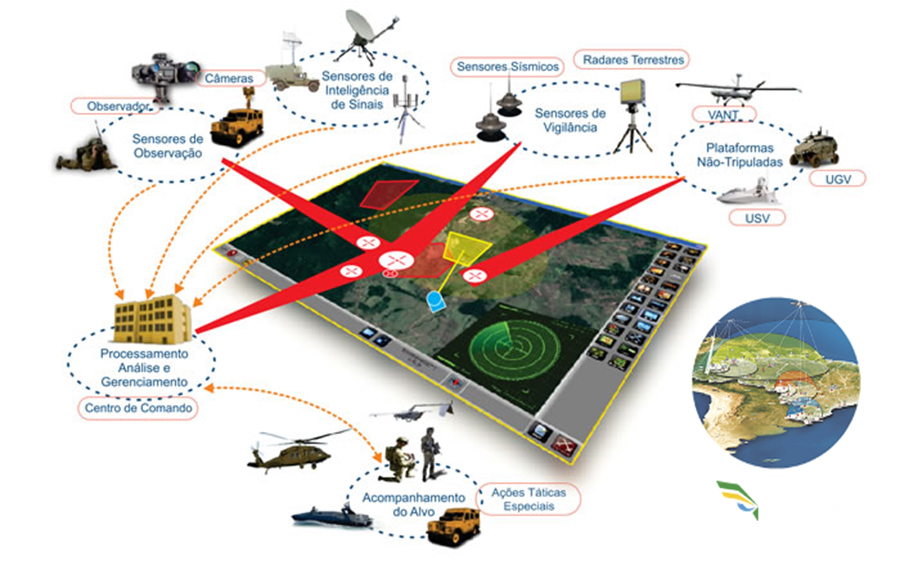 Sensores de
Inteligência
de Sinais
Câmeras
Observador
Sensores de
Observação
Sensores Sísmicos
Radares Terrestres
Sensores de
Vigilância
VANT
Plataformas
Não-Tripuladas
UGV
USV
Processamento
Análise e
Gerenciamento
Centro de Comando
Acompanhamento
do Alvo
Ações Táticas
Especiais